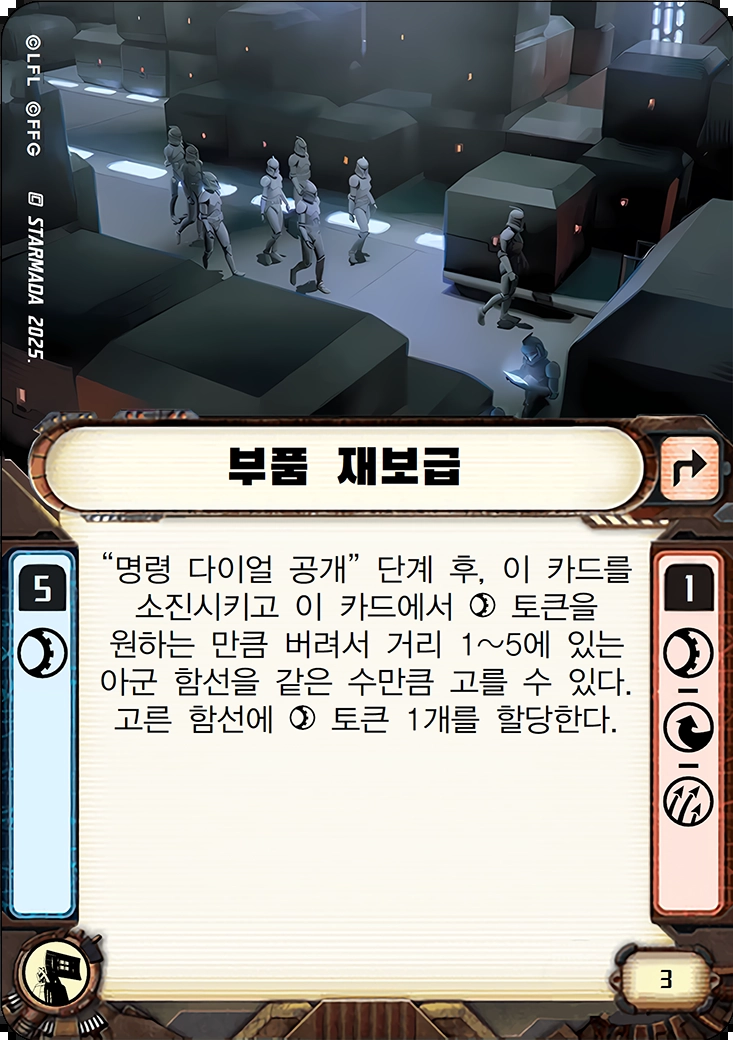 ©LFL ©FFG
STARMADA 2025.
부품 재보급
5
1
“명령 다이얼 공개” 단계 후, 이 카드를
소진시키고 이 카드에서 토큰을
원하는 만큼 버려서 거리 1~5에 있는
아군 함선을 같은 수만큼 고를 수 있다.
고른 함선에 토큰 1개를 할당한다.
3